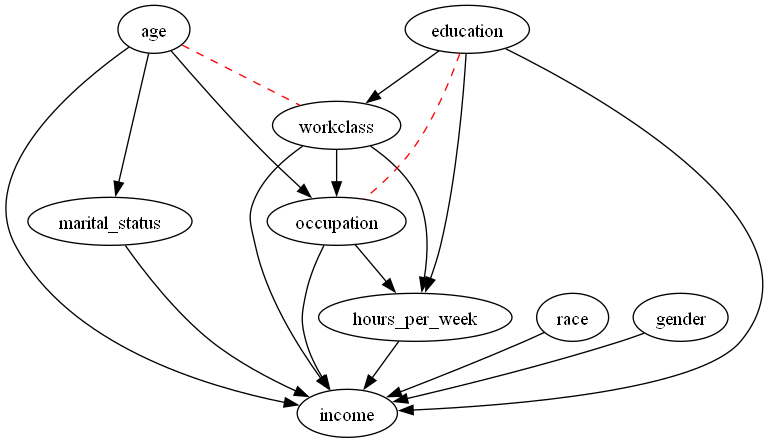 age
education
workclass
marital_status
occupation
hours_per_week
race
gender
income